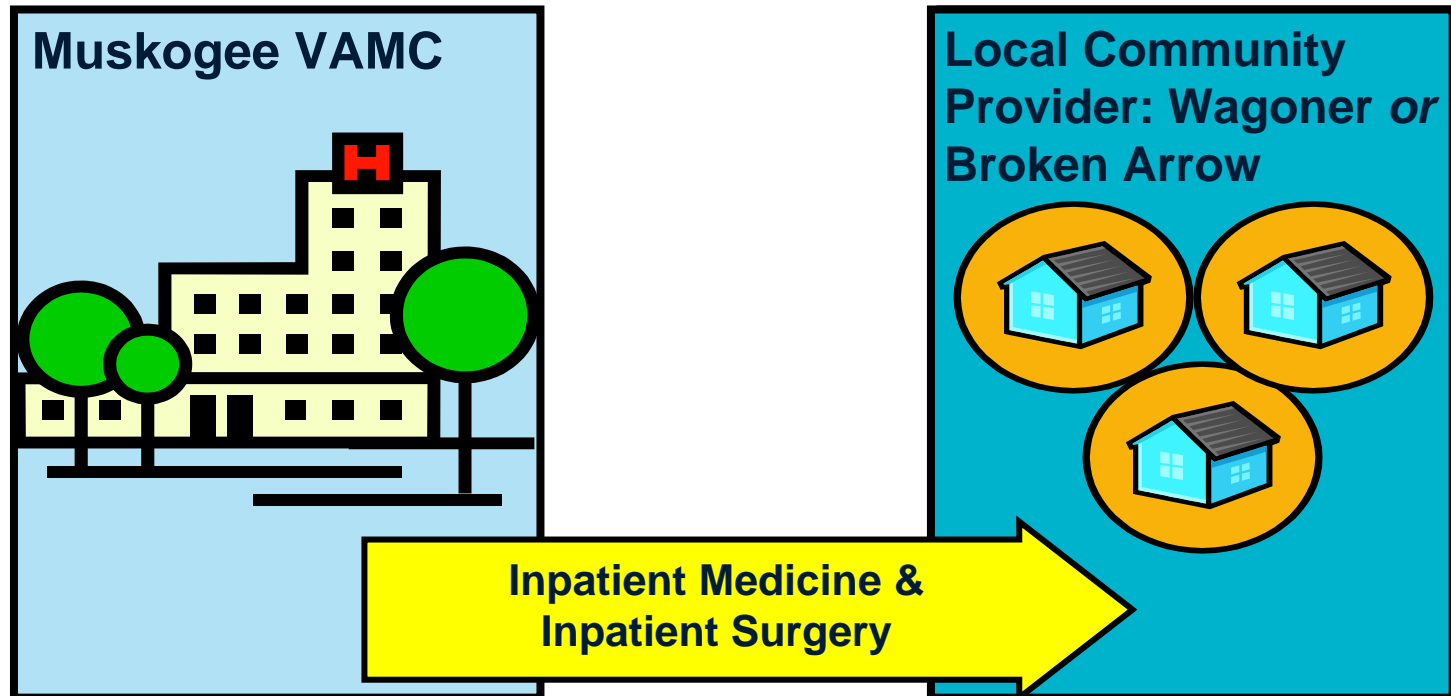 Muskogee VAMC
H
Local Community
Provider: Wagoner or
Broken Arrow
Inpatient Medicine &
Inpatient Surgery